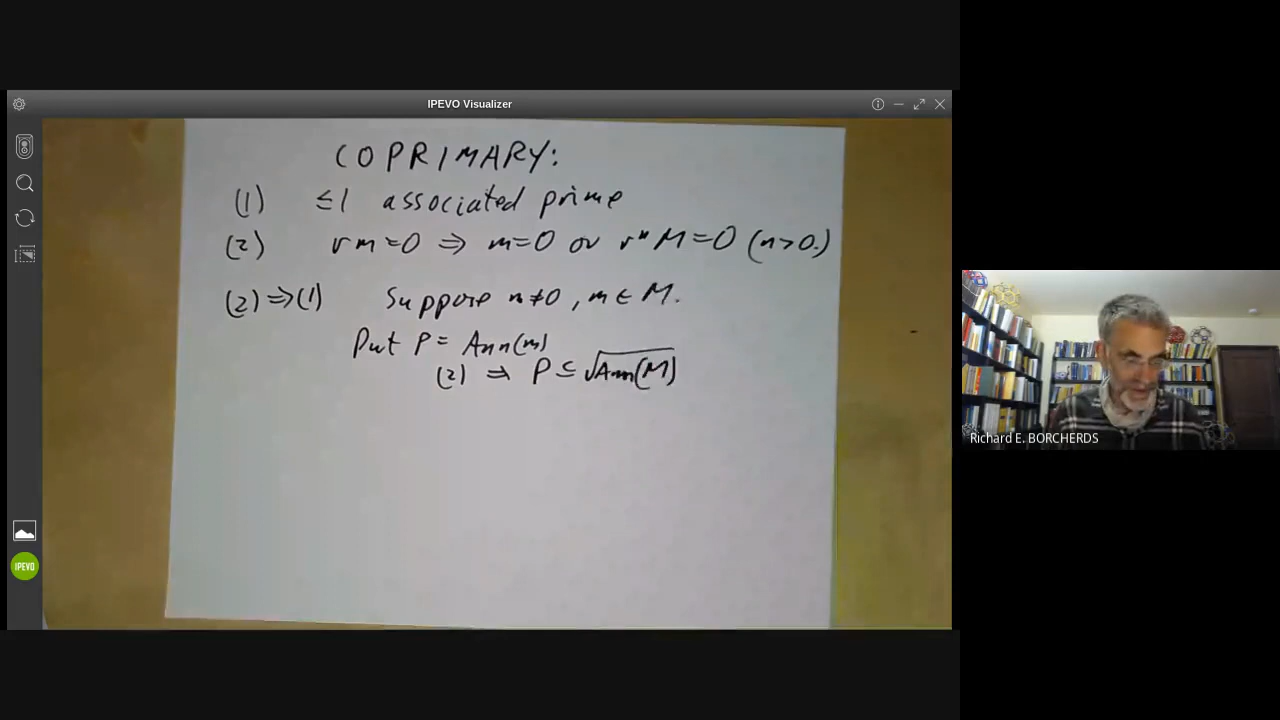 IPEVO Visualizer
COPRIMARY:
(1) ≤1 associated prime
(2) rm=0 ⇒ m=0 or rⁿM=0 (n>0.)
(2)⇒(1) Suppose m≠0, m∈M.
Put P = Ann(m)
(2) ⇒ P ⊆ √Ann(M)
Richard E. BORCHERDS
IPEVO